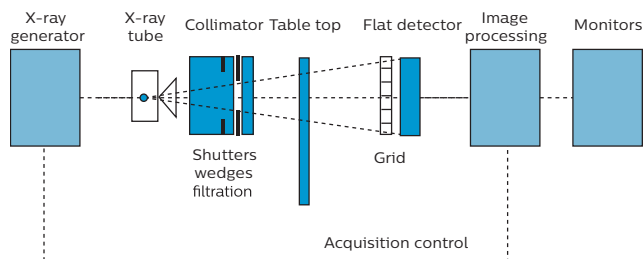 X-ray
generator
X-ray
tube
Collimator
Table top
Flat detector
Image
processing
Monitors
Shutters
wedges
filtration
Grid
Acquisition control